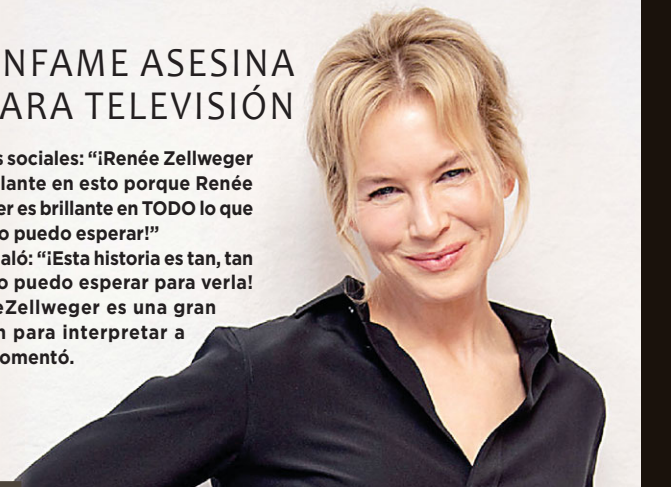 NFAME ASESINA
ARA TELEVISIÓN
s sociales: “¡Renée Zellweger
lante en esto porque Renée
er es brillante en TODO lo que
o puedo esperar!”
aló: “¡Esta historia es tan, tan
o puedo esperar para verla!
eZellweger es una gran
n para interpretar a
omentó.